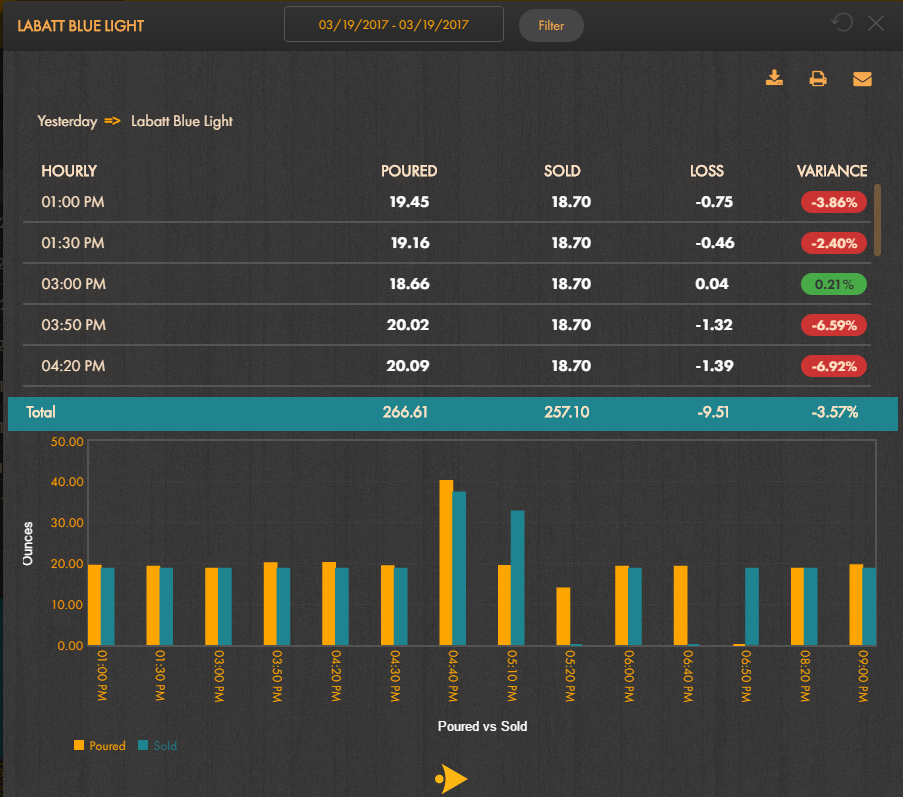 LABATT BLUE LIGHT 03/19/2017 - 03/19/2017 Filter
Yesterday => Labatt Blue Light
HOURLY POURED SOLD LOSS VARIANCE
01:00 PM 19.45 18.70 -0.75 -3.86%
01:30 PM 19.16 18.70 -0.46 -2.40%
03:00 PM 18.66 18.70 0.04 0.21%
03:50 PM 20.02 18.70 -1.32 -6.59%
04:20 PM 20.09 18.70 -1.39 -6.92%
Total 266.61 257.10 -9.51 -3.57%
50.00
40.00
30.00
20.00
10.00
0.00
Ounces
01:00 PM 01:30 PM 03:00 PM 03:50 PM 04:20 PM 04:30 PM 04:40 PM 05:10 PM 05:20 PM 06:00 PM 06:40 PM 06:50 PM 08:20 PM 09:00 PM
Poured vs Sold
Poured Sold